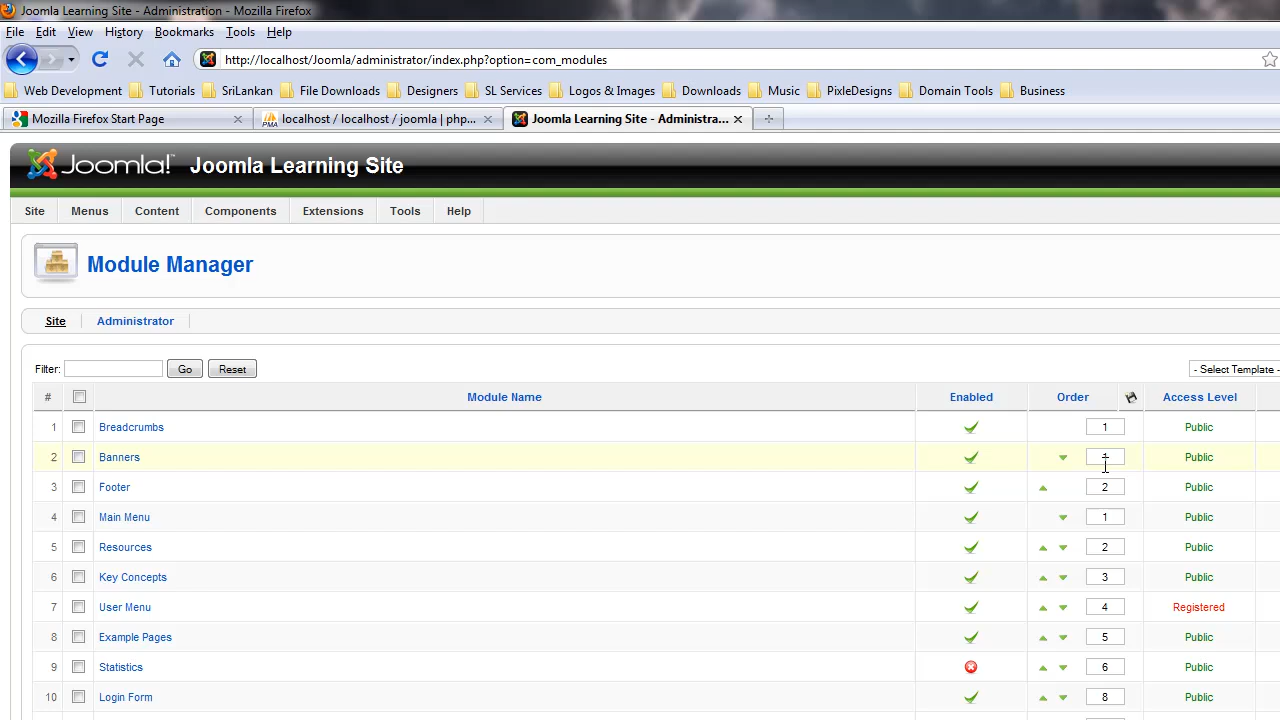 Joomla Learning Site - Administration - Mozilla Firefox
File Edit View History Bookmarks Tools Help
http://localhost/Joomla/administrator/index.php?option=com_modules
Web Development Tutorials SriLankan File Downloads Designers SL Services Logos & Images Downloads Music PixleDesigns Domain Tools Business
Mozilla Firefox Start Page localhost / localhost / joomla | php... Joomla Learning Site - Administra...
Joomla! Joomla Learning Site
Site Menus Content Components Extensions Tools Help
Module Manager
Site Administrator
Filter: Go Reset - Select Template -
# Module Name Enabled Order Access Level
1 Breadcrumbs 1 Public
2 Banners Public
3 Footer 2 Public
4 Main Menu 1 Public
5 Resources 2 Public
6 Key Concepts 3 Public
7 User Menu 4 Registered
8 Example Pages 5 Public
9 Statistics 6 Public
10 Login Form 8 Public